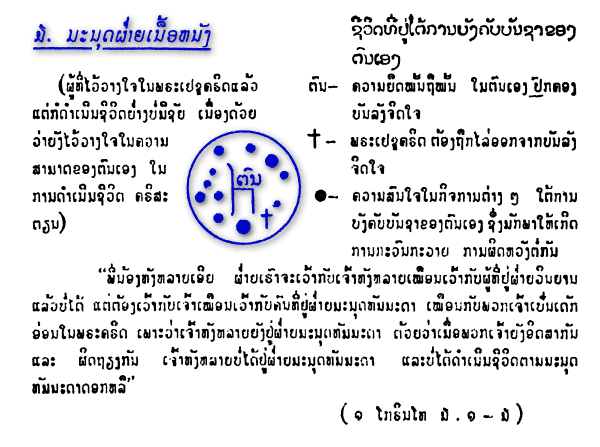 ໓. ມະນຸດຝ່າຍເນື້ອຫນັງ
(ຜູ້ທີ່ໄວ້ວາງໃຈໃນພຣະເຢຊູຄຣິດແລ້ວ
ແຕ່ກໍດຳເນີນຊີວິດຢ່າງບໍ່ມີຊັຍ ເນື່ອງດ້ວຍ
ວ່າຍັງໄວ້ວາງໃຈໃນຄວາມ
ສາມາດຂອງຕົນເອງ ໃນ
ການດຳເນີນຊີວິດ ຄຣິສະ
ຕຽນ)
ຕົນ
ຊີວິດທີ່ຢູ່ໃຕ້ການບັງຄັບບັນຊາຂອງ
ຕົນເອງ
ຕົນ– ຄວາມຍຶດໝັ້ນຖືໝັ້ນ ໃນຕົນເອງ ປົກຄອງ
ບັນລັງຈິດໃຈ
† – ພຣະເຢຊູຄຣິດ ຕ້ອງຖືກໄລ່ອອກຈາກບັນລັງ
ຈິດໃຈ
●– ຄວາມສົນໃຈໃນກິຈການຕ່າງ ໆ ໃຕ້ການ
ບັງຄັບບັນຊາຂອງຕົນເອງ ຊຶ່ງມັກພາໃຫ້ເກີດ
ການກະວົນກະວາຍ ການຜິດຫວັງຕໍ່ກັນ
“ພີ່ນ້ອງທັງຫລາຍເອີຍ ຝ່າຍເຮົາຈະເວົ້າກັບເຈົ້າທັງຫລາຍເໝືອນເວົ້າກັບຜູ້ທີ່ຢູ່ຝ່າຍວິນຍານ
ແລ້ວບໍ່ໄດ້ ແຕ່ຕ້ອງເວົ້າກັບເຈົ້າເໝືອນເວົ້າກັບຄົນທີ່ຢູ່ຝ່າຍມະນຸດທັມມະດາ ເໝືອນກັບພວກເຈົ້າເປັນເດັກ
ອ່ອນໃນພຣະຄຣິດ ເພາະວ່າເຈົ້າທັງຫລາຍຍັງຢູ່ຝ່າຍມະນຸດທັມມະດາ ດ້ວຍວ່າເມື່ອພວກເຈົ້າຍັງອິດສາກັນ
ແລະ ຜິດຖຽງກັນ ເຈົ້າທັງຫລາຍບໍ່ໄດ້ຢູ່ຝ່າຍມະນຸດທັມມະດາ ແລະບໍ່ໄດ້ດຳເນີນຊີວິດຕາມມະນຸດ
ທັມມະດາດອກຫລື”
(໑ ໂກຣິນໂທ ໓ . ໑ – ໓)